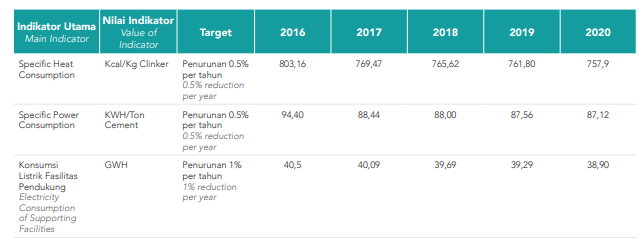 Indikator Utama
Main Indicator
Nilai Indikator
Value of
Indicator
Target
2016
2017
2018
2019
2020
Specific Heat
Consumption
Kcal/Kg Clinker
Penurunan 0.5%
per tahun
0.5% reduction
per year
803,16
769,47
765,62
761,80
757,9
Specific Power
Consumption
KWH/Ton
Cement
Penurunan 0.5%
per tahun
0.5% reduction
per year
94,40
88,44
88,00
87,56
87,12
Konsumsi
Listrik Fasilitas
Pendukung
Electricity
Consumption
of Supporting
Facilities
GWH
Penurunan 1%
per tahun
1% reduction
per year
40,5
40,09
39,69
39,29
38,90